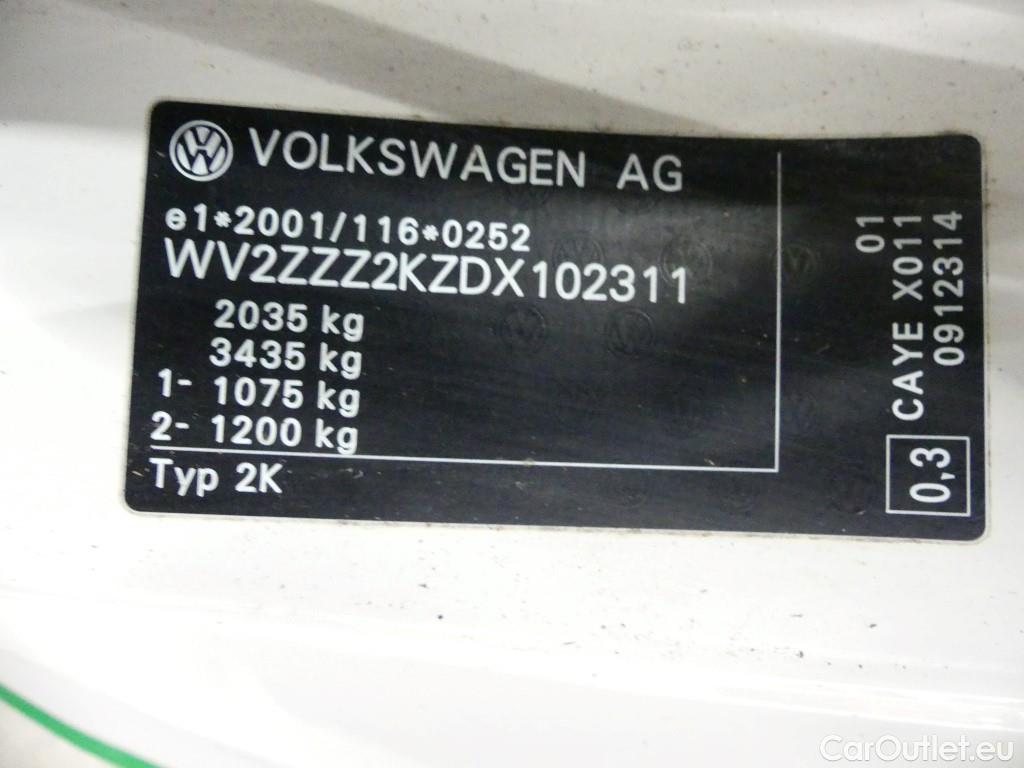 VOLKSWAGEN AG
e1*2001/116*0252
WV2ZZZ2KZDX102311
2035 kg
3435 kg
1- 1075 kg
2- 1200 kg
Typ 2K
01
CAYE X011
0912314
0,3
CarOutlet.eu